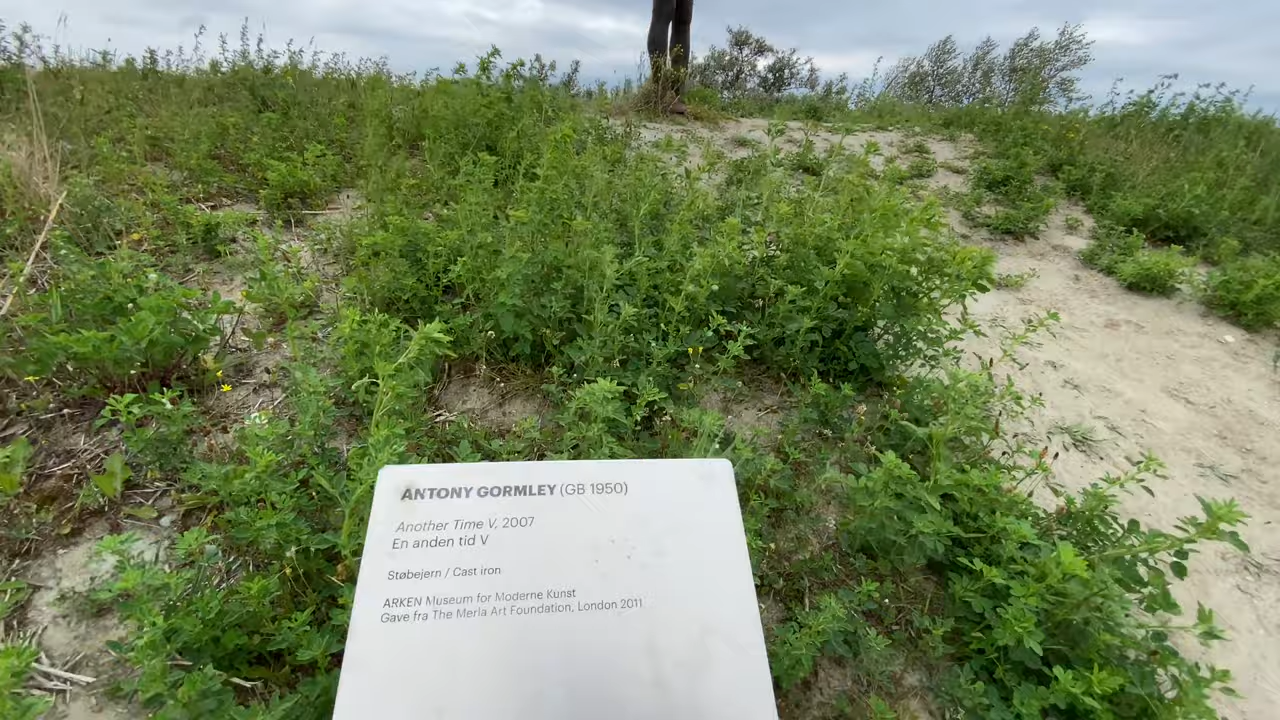 ANTONY GORMLEY (GB 1950)
Another Time V, 2007
En anden tid V
Støbejern / Cast iron
ARKEN Museum for Moderne Kunst
Gave fra The Merla Art Foundation, London 2011